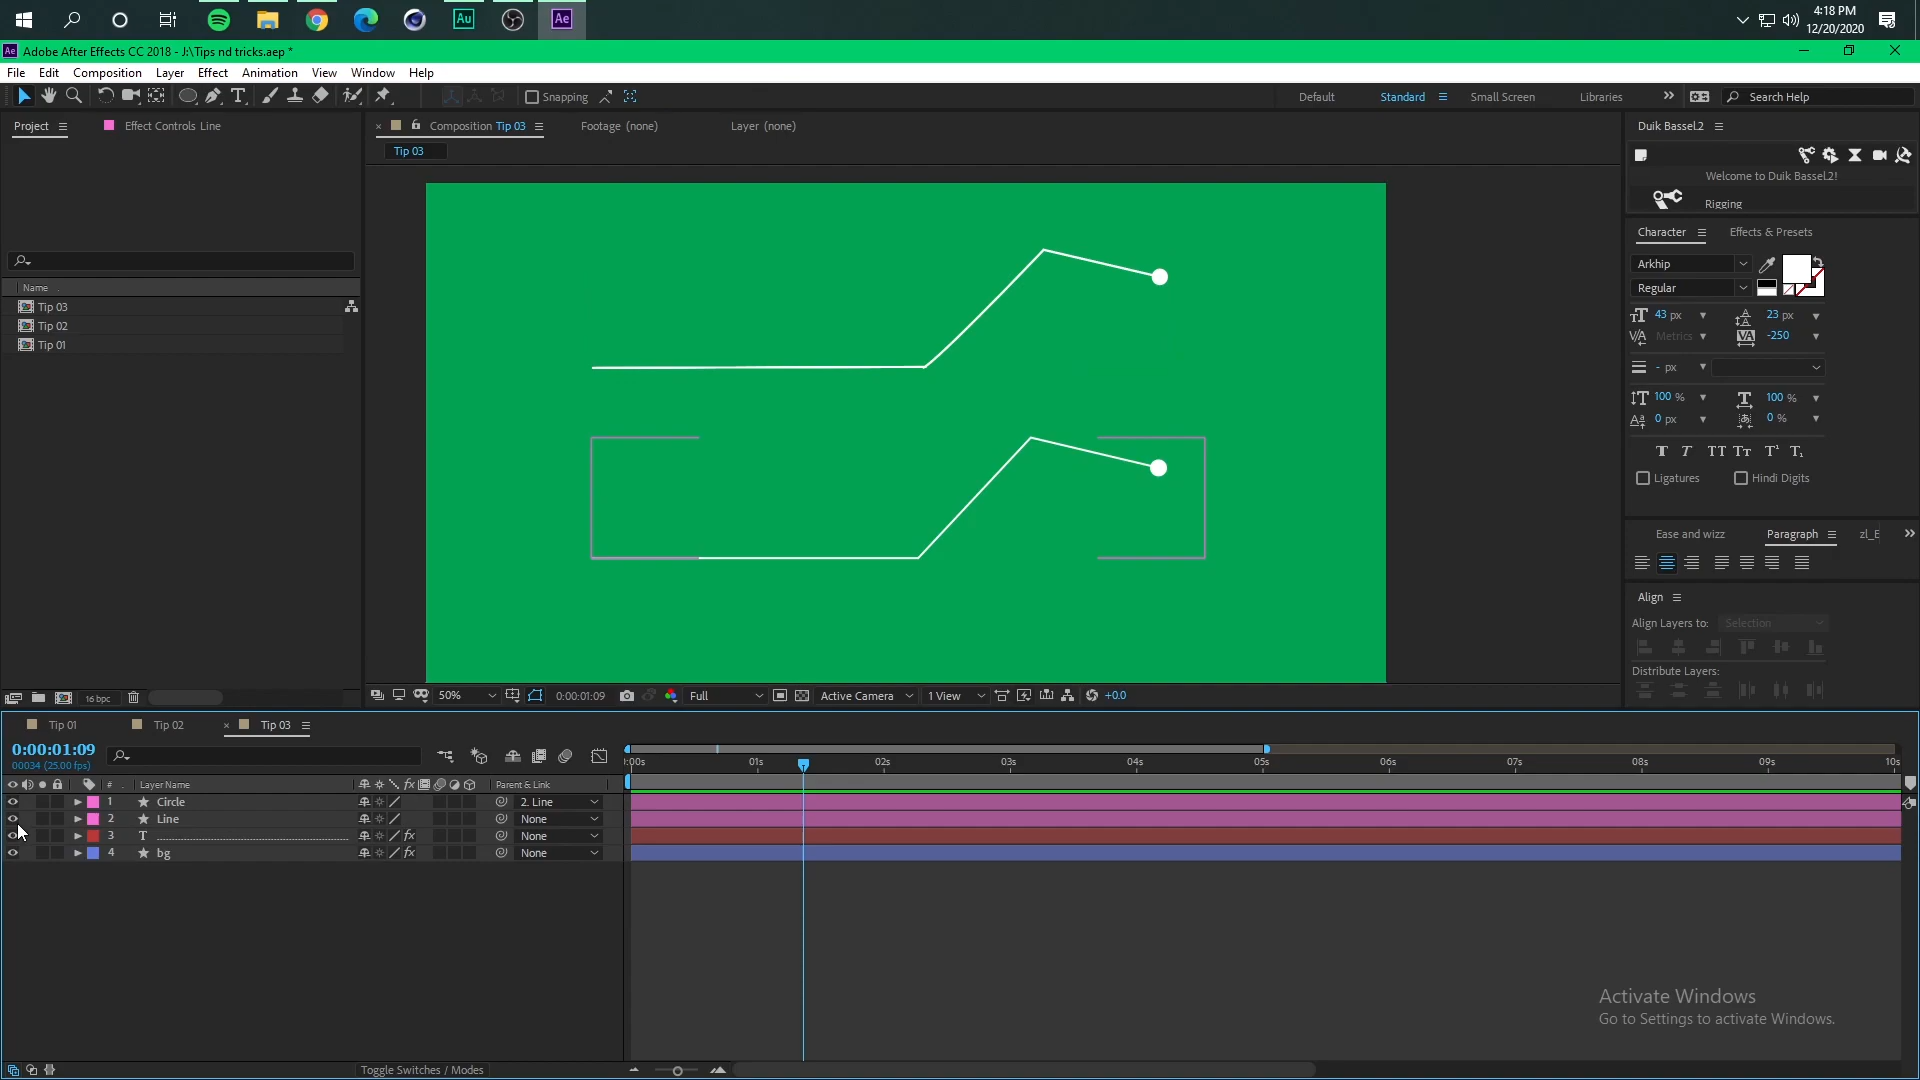 4:18 PM
12/20/2020
Ae Adobe After Effects CC 2018 - J:\Tips nd tricks.aep *
File Edit Composition Layer Effect Animation View Window Help
Snapping
Default Standard Small Screen Libraries Search Help
Project Effect Controls Line
Composition Tip 03 Footage (none) Layer (none)
Duik Bassel.2
Tip 03
Welcome to Duik Bassel.2!
Rigging
Character Effects & Presets
Arkhip
Regular
43 px 23 px
Metrics -250
- px
100 % 100 %
0 px 0 %
Ligatures Hindi Digits
Ease and wizz Paragraph zl_E
Align
Align Layers to: Selection
Distribute Layers:
Name
Tip 03
Tip 02
Tip 01
16 bpc
50% 0:00:01:09 Full Active Camera 1 View +0.0
Tip 01 Tip 02 Tip 03
0:00:01:09
00034 (25.00 fps)
# Layer Name Parent & Link
1 Circle 2. Line
2 Line None
3 T None
4 bg None
:00s 01s 02s 03s 04s 05s 06s 07s 08s 09s 10s
Activate Windows
Go to Settings to activate Windows.
Toggle Switches / Modes